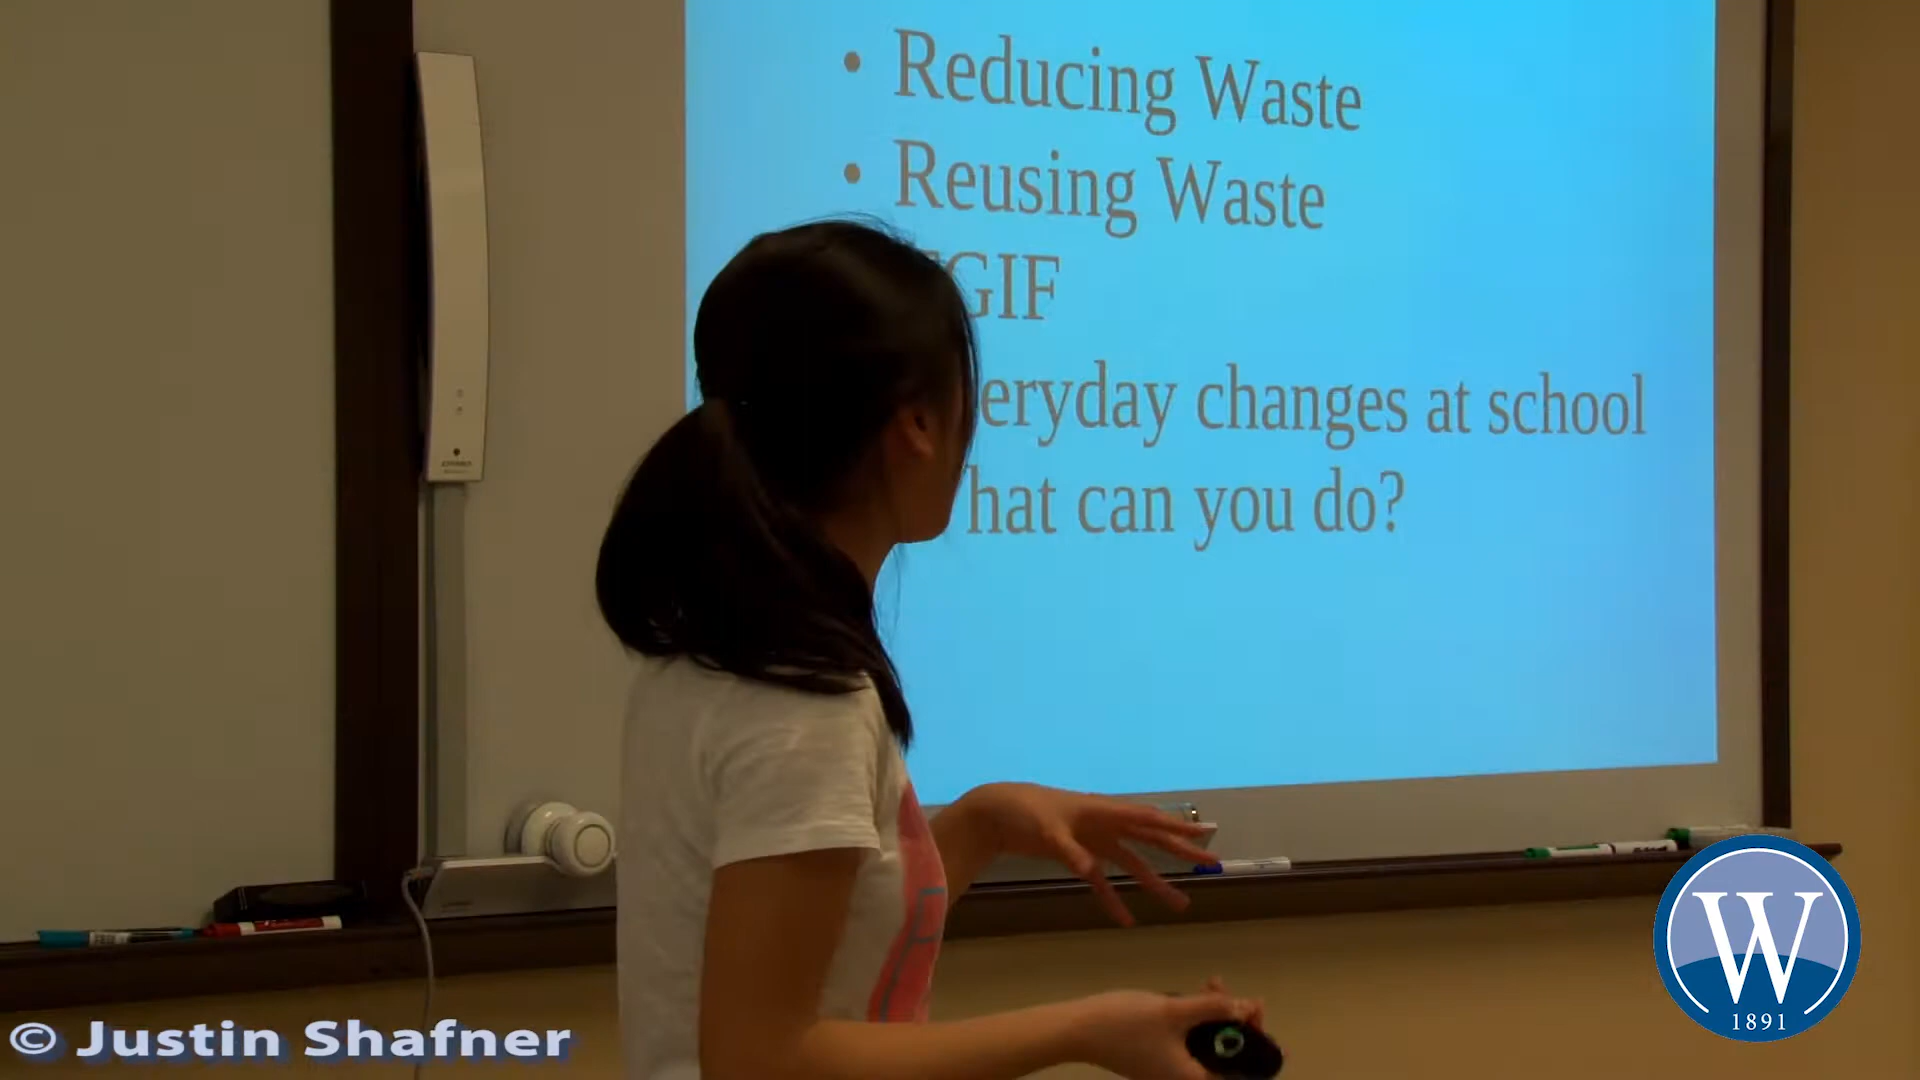 • Reducing Waste
• Reusing Waste
GIF
eryday changes at school
hat can you do?
W
1891
© Justin Shafner